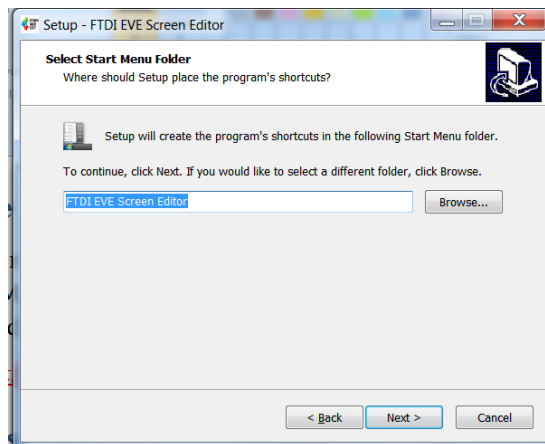 Setup - FTDI EVE Screen Editor
Select Start Menu Folder
Where should Setup place the program's shortcuts?
Setup will create the program's shortcuts in the following Start Menu folder.
To continue, click Next. If you would like to select a different folder, click Browse.
FTDI EVE Screen Editor
Browse...
< Back
Next >
Cancel